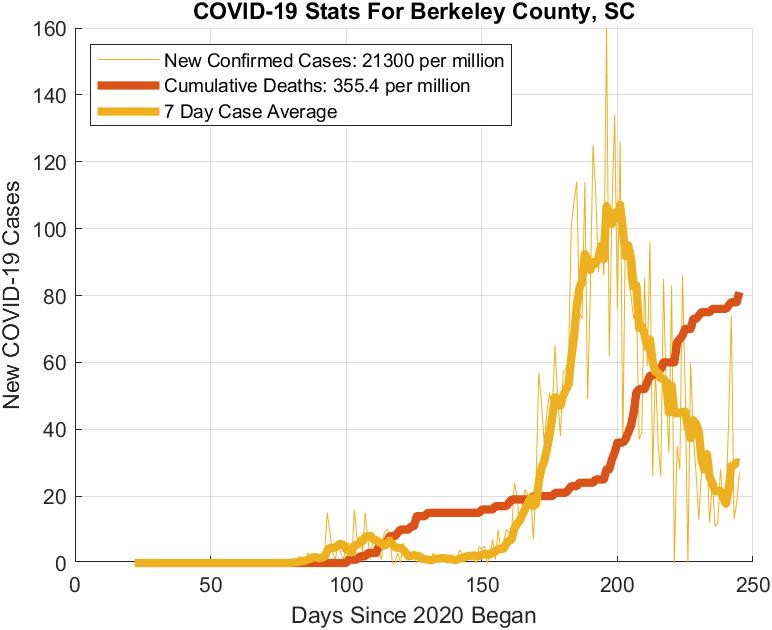 COVID-19 Stats For Berkeley County, SC
160
140
120
100
80
60
40
20
0
New Confirmed Cases: 21300 per million
Cumulative Deaths: 355.4 per million
7 Day Case Average
New COVID-19 Cases
0 50 100 150 200 250
Days Since 2020 Began